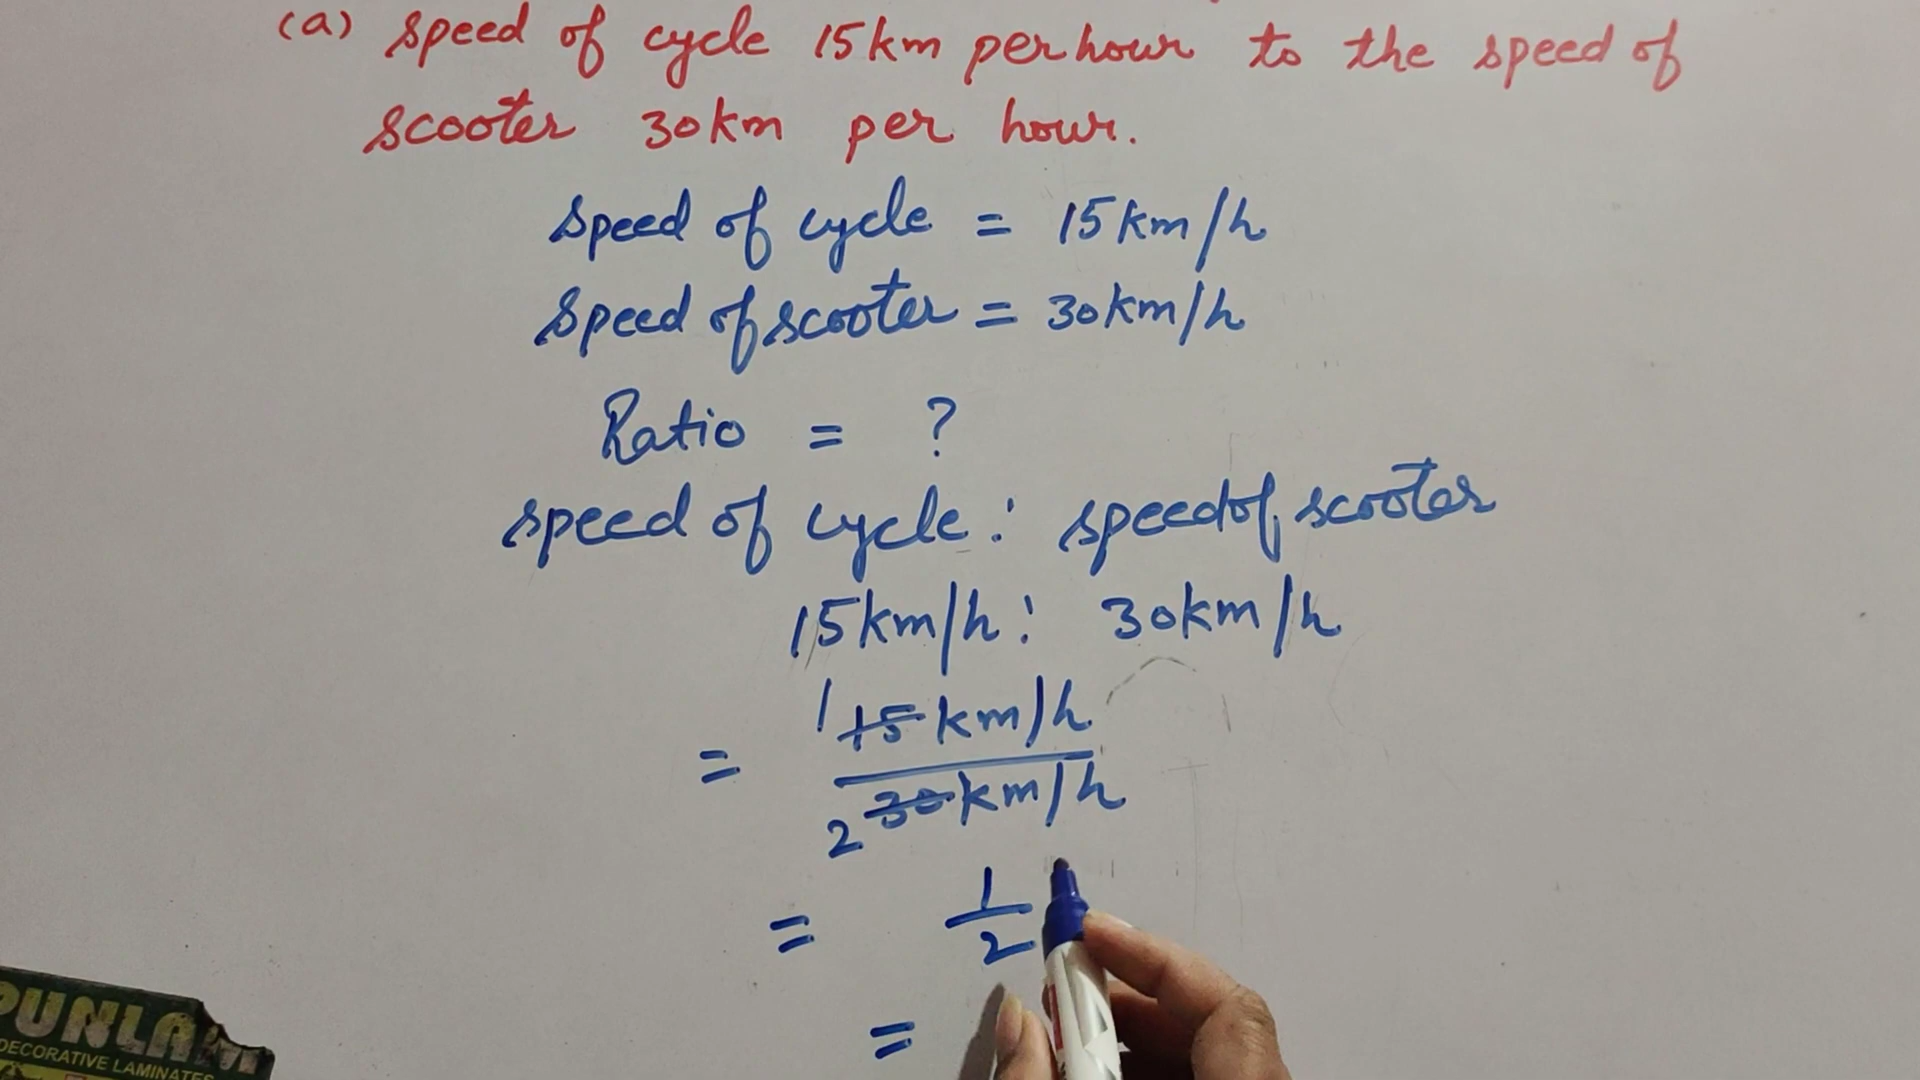 (a) speed of cycle 15km per hour to the speed of
scooter 30km per hour.
speed of cycle = 15km/h
speed of scooter = 30km/h
Ratio = ?
speed of cycle : speed of scooter
15km/h : 30km/h
= 1 15 km/h
2 30 km/h
= 1
2
=
PUNLAM
DECORATIVE LAMINATES